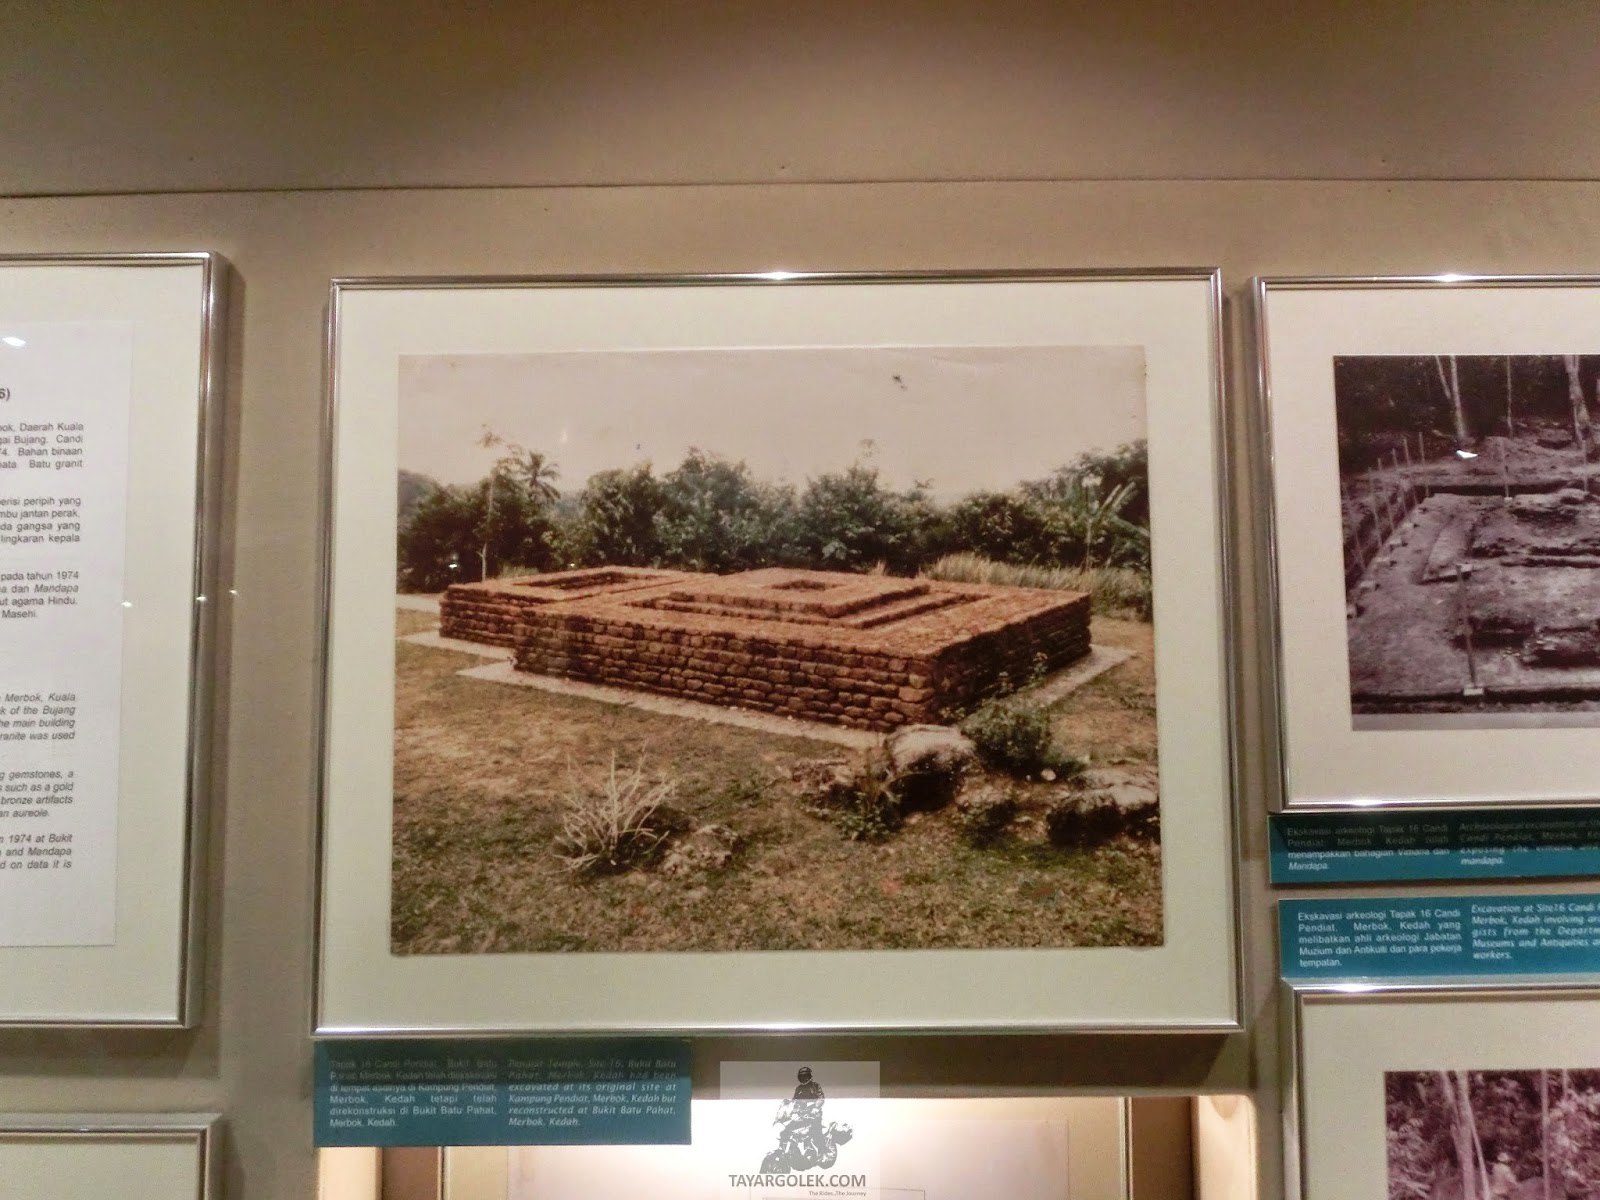 6)
bok, Daerah Kuala
gai Bujang. Candi
74. Bahan binaan
bata Batu granit
berisi peripih yang
mbu jantan perak,
da gangsa yang
lingkaran kepala
pada tahun 1974
dan Mandapa
ut agama Hindu.
Masehi.
Merbok, Kuala
k of the Bujang
he main building
ranite was used
g gemstones, a
s such as a gold
bronze artifacts
an aureole.
n 1974 at Bukit
and Mandapa
d on data it is
Tapak 16 Candi Pendiat, Bukit Batu
Pahat, Merbok, Kedah telah diekskavasi
di tempat asalnya di Kampung Pendiat,
Merbok, Kedah tetapi telah
direkonstruksi di Bukit Batu Pahat,
Merbok, Kedah.
Pendiat Temple, Site 16, Bukit Batu
Pahat, Merbok, Kedah had been
excavated at its original site at
Kampung Pendiat, Merbok, Kedah but
reconstructed at Bukit Batu Pahat,
Merbok, Kedah.
Ekskavasi arkeologi Tapak 16 Candi
Pendiat, Merbok Kedah telah
menampakkan bahagian Vimana dan
Mandapa.
Archaeological excavations at Site
Candi Pendiat, Merbok, Ke
exposing the vimana
mandapa.
Ekskavasi arkeologi Tapak 16 Candi
Pendiat, Merbok, Kedah yang
melibatkan ahli arkeologi Jabatan
Muzium dan Antikuiti dan para pekerja
tempatan.
Excavation at Site16 Candi
Merbok, Kedah involving ar
gists from the Departm
Museums and Antiquities a
workers.
TAYARGOLEK.COM
The Rides..The Journey